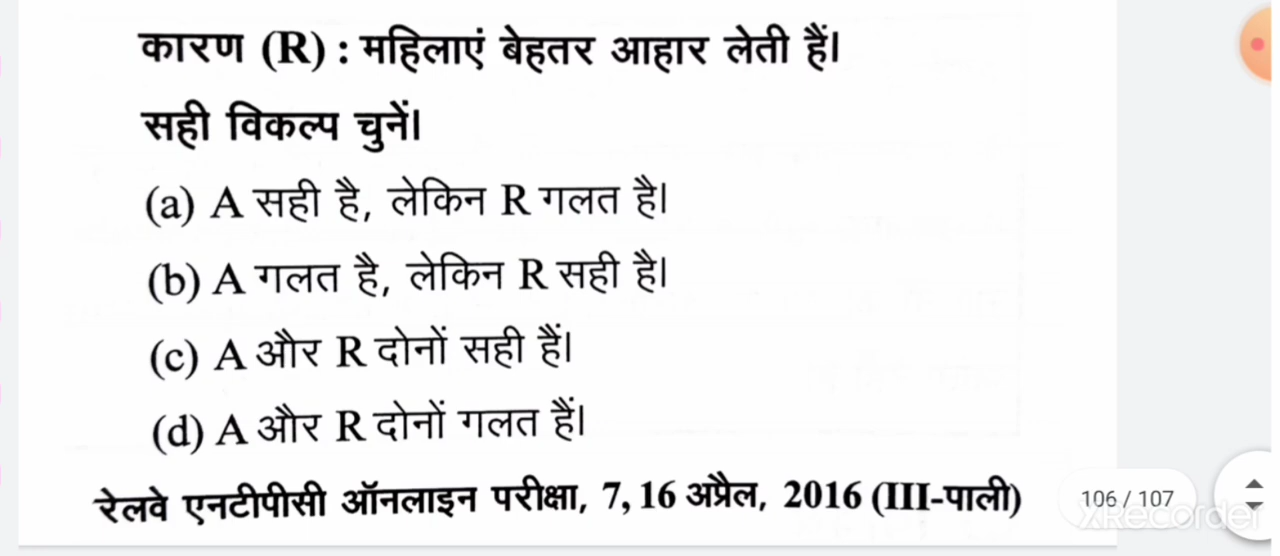 कारण (R) : महिलाएं बेहतर आहार लेती हैं।
सही विकल्प चुनें।
(a) A सही है, लेकिन R गलत है।
(b) A गलत है, लेकिन R सही है।
(c) A और R दोनों सही हैं।
(d) A और R दोनों गलत हैं।
रेलवे एनटीपीसी ऑनलाइन परीक्षा, 7, 16 अप्रैल, 2016 (III-पाली)
106 / 107
XRecorder